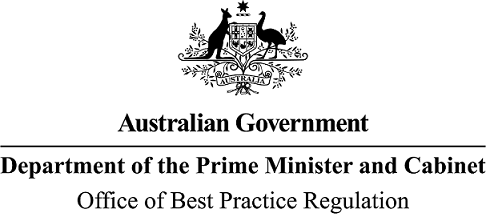 AUSTRALIA
Australian Government
Department of the Prime Minister and Cabinet
Office of Best Practice Regulation